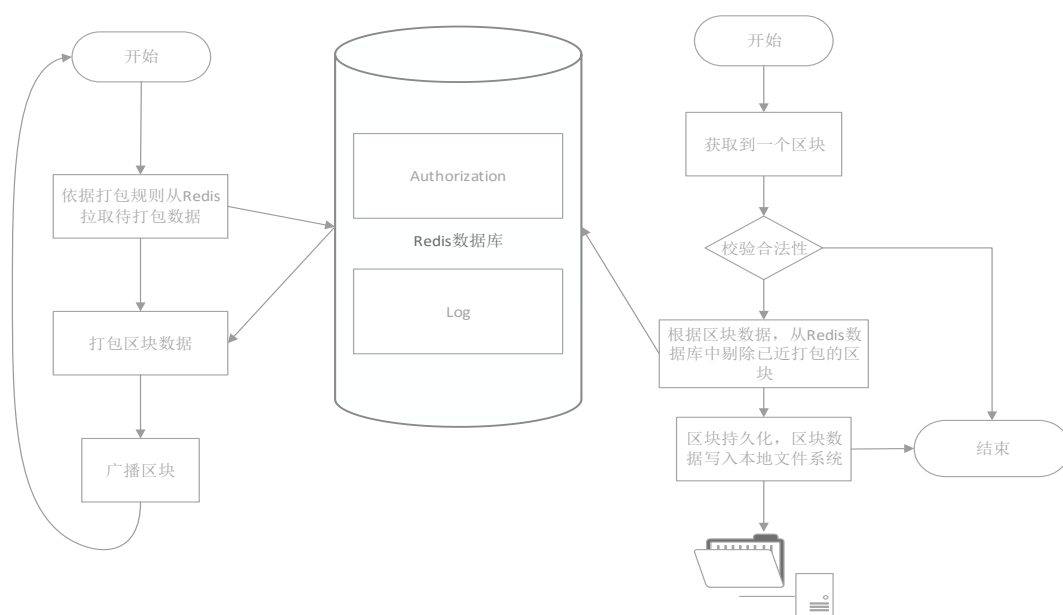 开始
依据打包规则从Redis
拉取待打包数据
打包区块数据
广播区块
Authorization
Redis数据库
Log
开始
获取到一个区块
校验合法性
根据区块数据，从Redis数
据库中剔除已近打包的区
块
区块持久化，区块数
据写入本地文件系统
结束